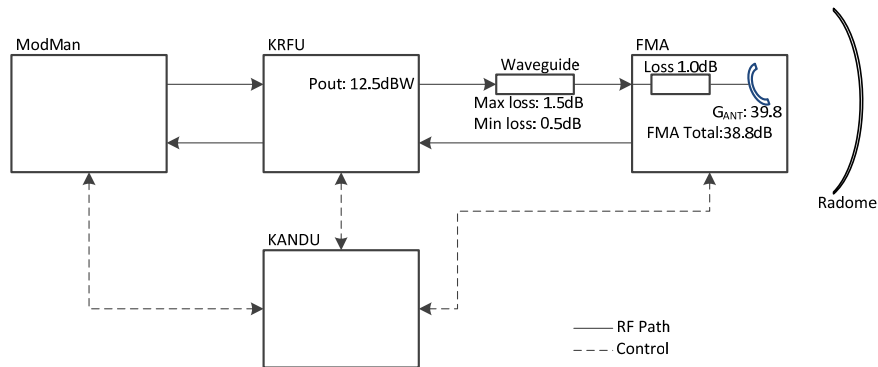 ModMan
KRFU
FMA
Waveguide
Loss 1.0dB
Pout: 12.5dBW
Max loss: 1.5dB
Min loss: 0.5dB
GANT: 39.8
FMA Total:38.8dB
Radome
KANDU
RF Path
Control